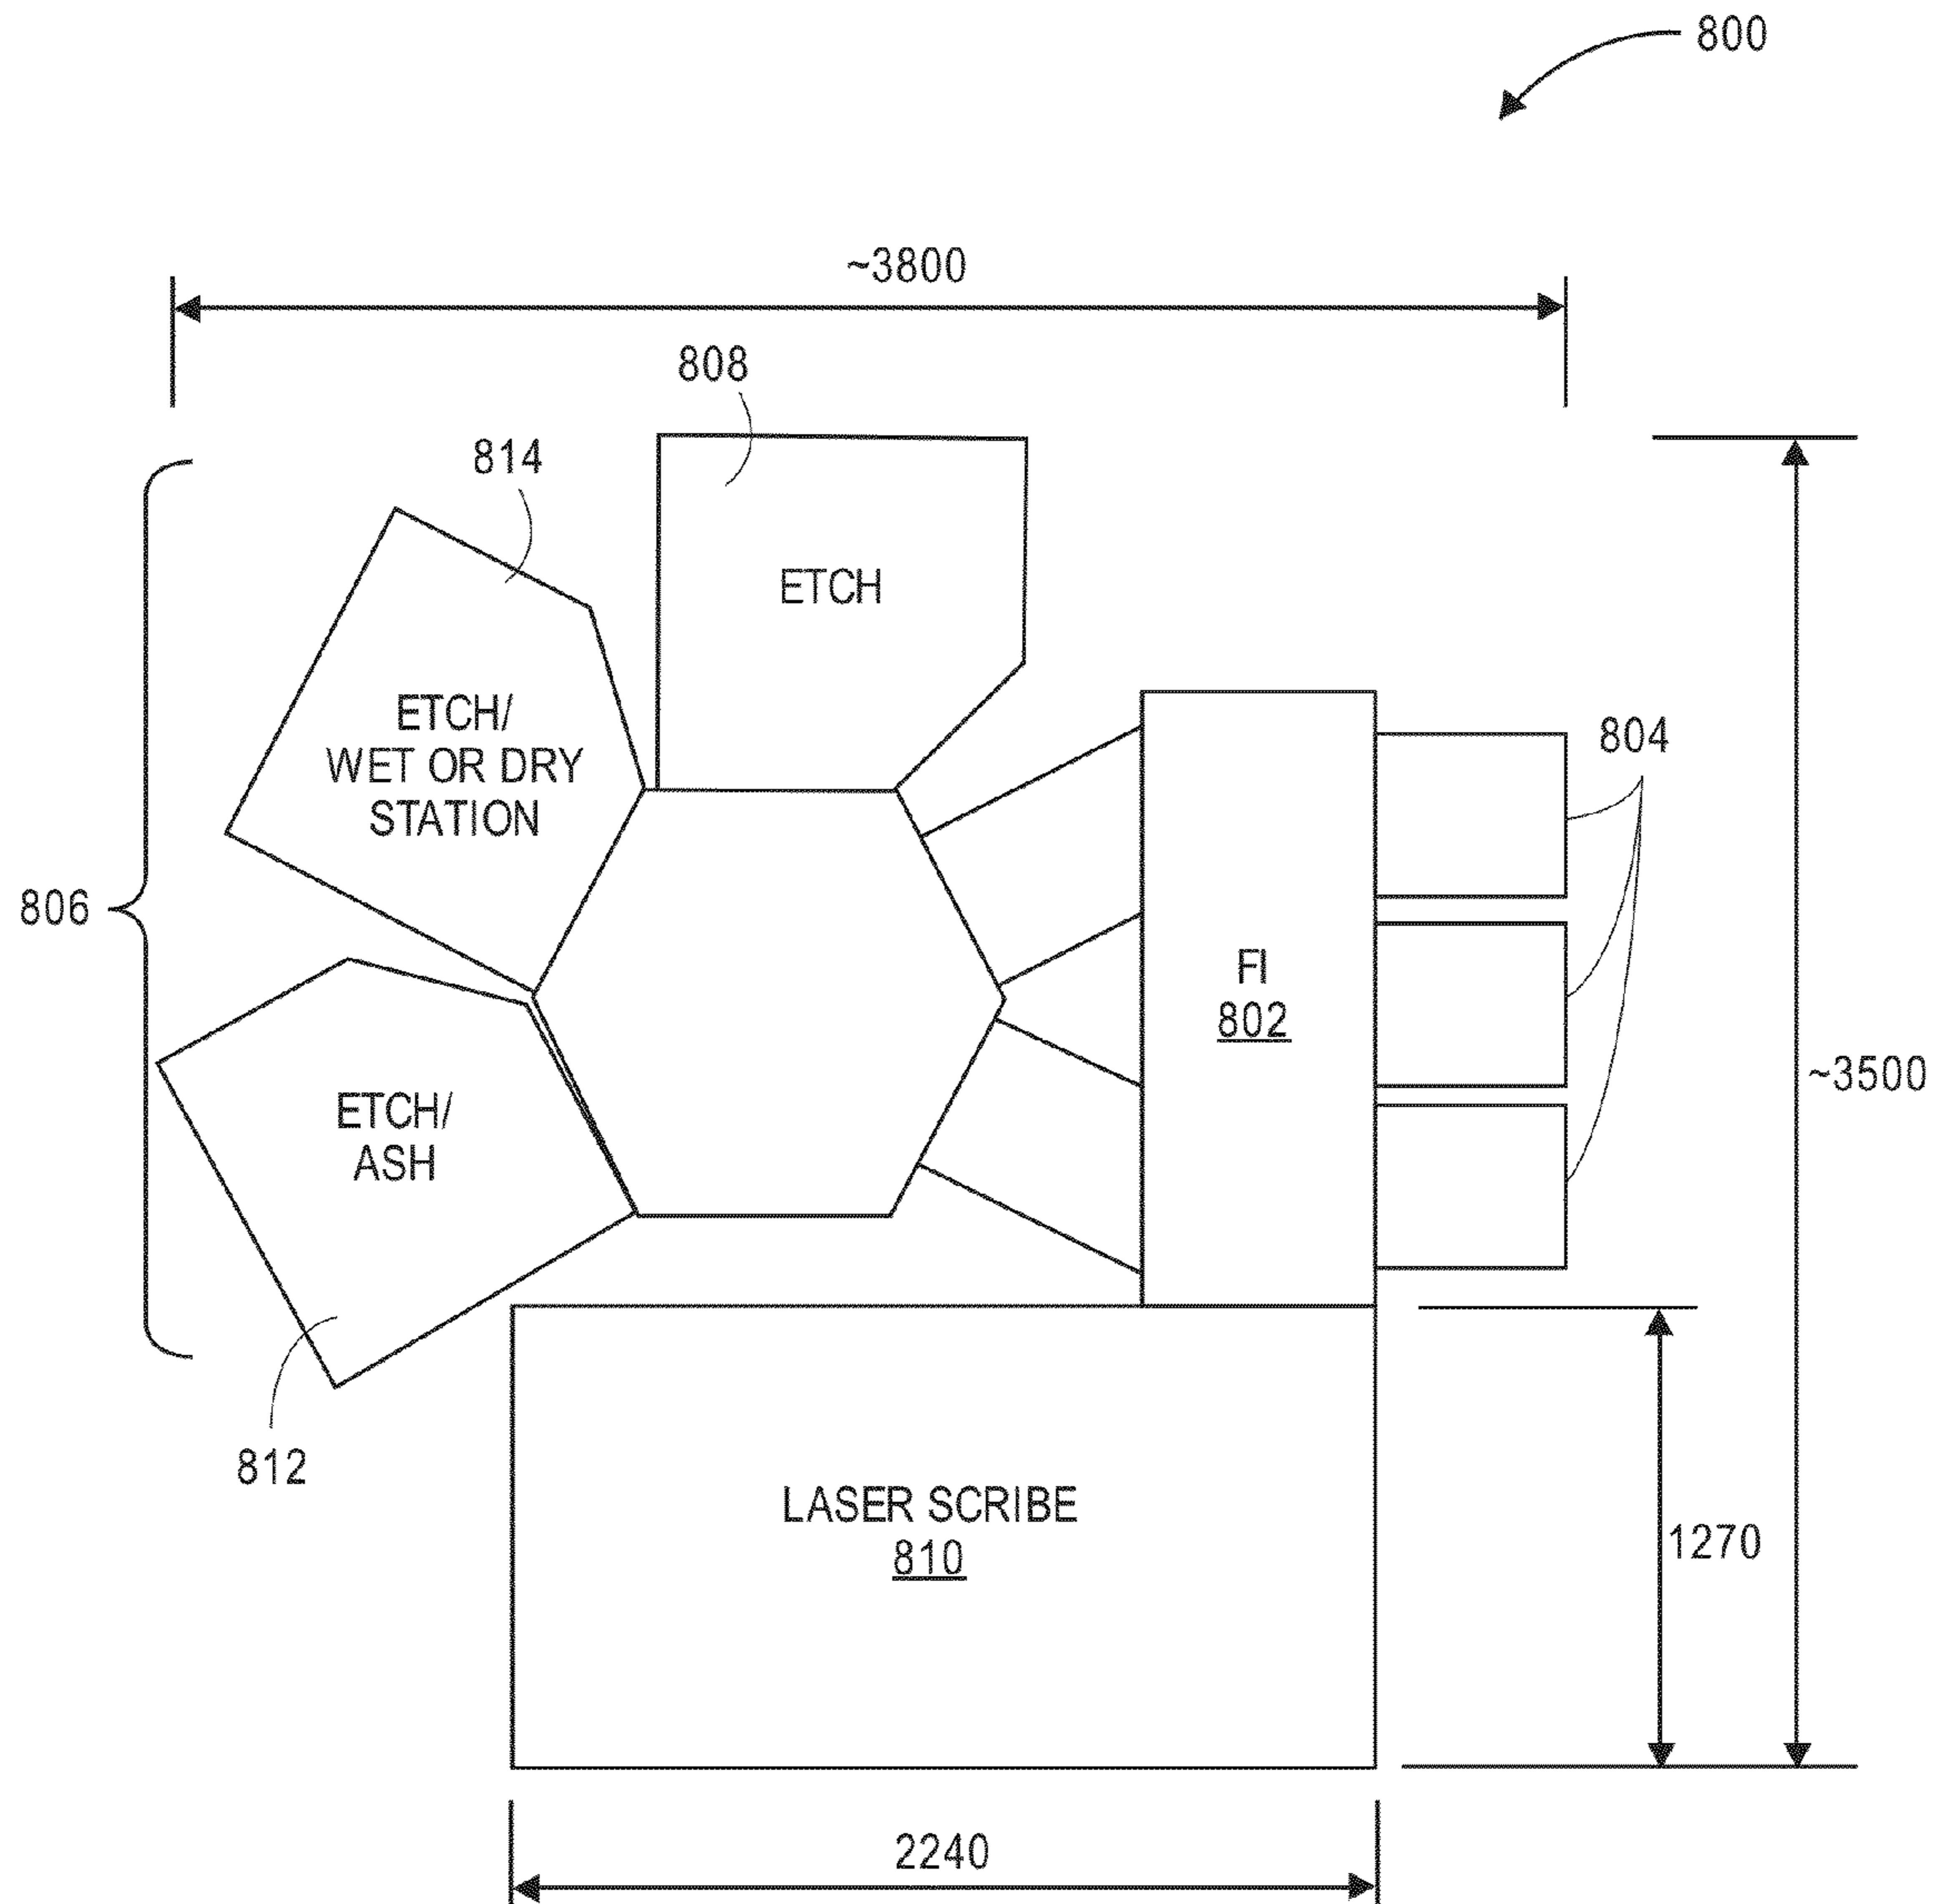 800
~3800
808
814
ETCH
ETCH/
WET OR DRY
STATION
804
806
FI
802
~3500
ETCH/
ASH
812
LASER SCRIBE
810
1270
2240